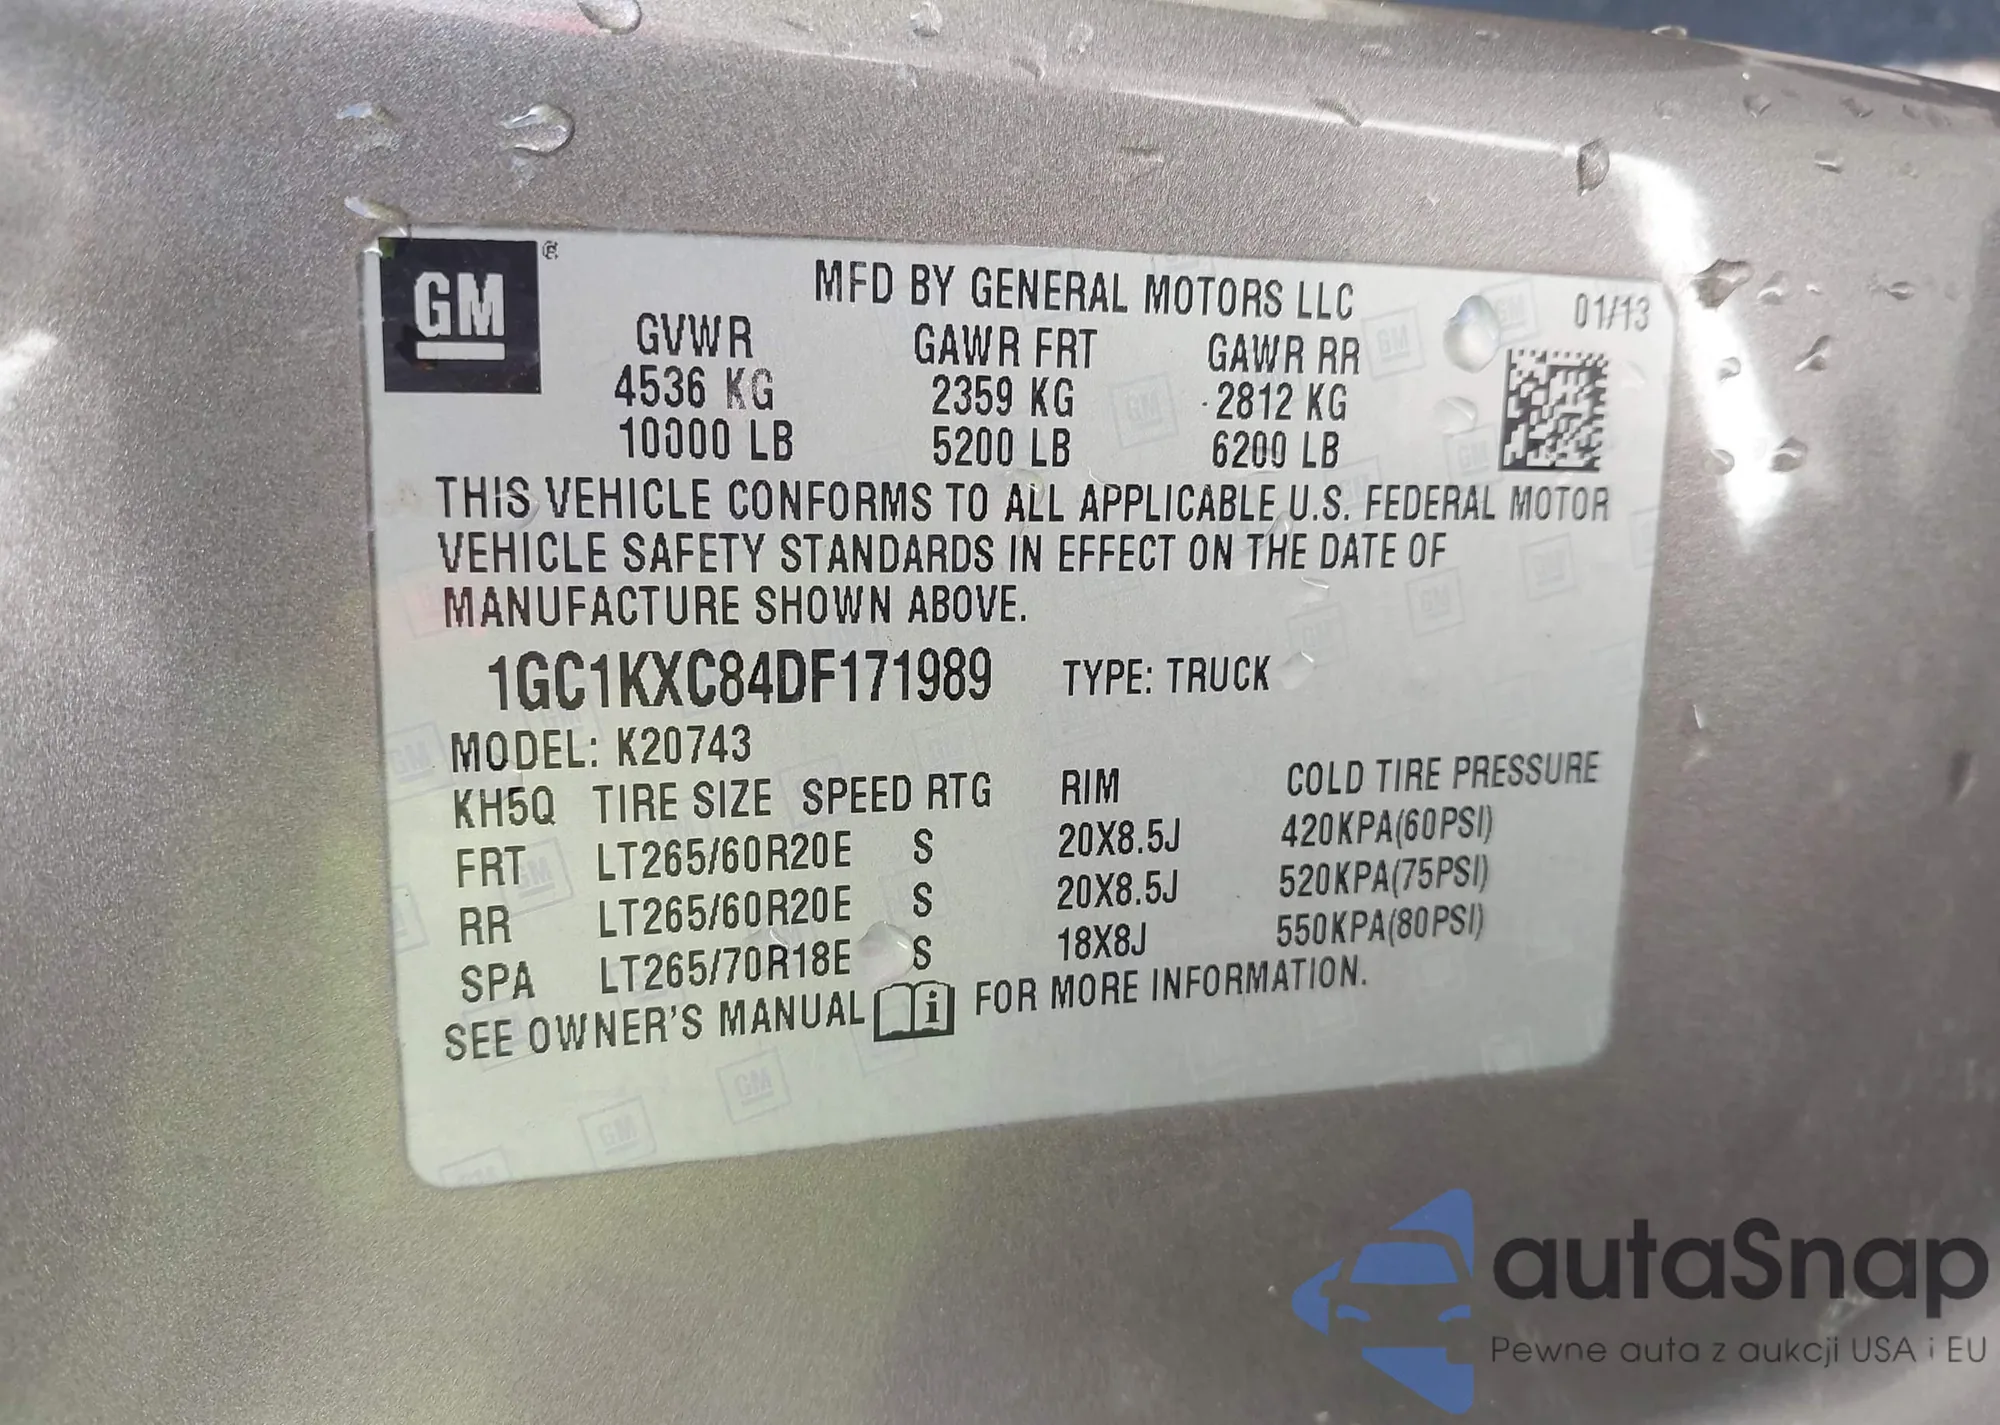 GM
MFD BY GENERAL MOTORS LLC
01/13
GVWR GAWR FRT GAWR RR
4536 KG 2359 KG 2812 KG
10000 LB 5200 LB 6200 LB
THIS VEHICLE CONFORMS TO ALL APPLICABLE U.S. FEDERAL MOTOR
VEHICLE SAFETY STANDARDS IN EFFECT ON THE DATE OF
MANUFACTURE SHOWN ABOVE.
1GC1KXC84DF171989 TYPE: TRUCK
MODEL: K20743
KH5Q TIRE SIZE SPEED RTG RIM COLD TIRE PRESSURE
FRT LT265/60R20E S 20X8.5J 420KPA(60PSI)
RR LT265/60R20E S 20X8.5J 520KPA(75PSI)
SPA LT265/70R18E S 18X8J 550KPA(80PSI)
SEE OWNER'S MANUAL i FOR MORE INFORMATION.
autaSnap
Pewne auta z aukcji USA i EU